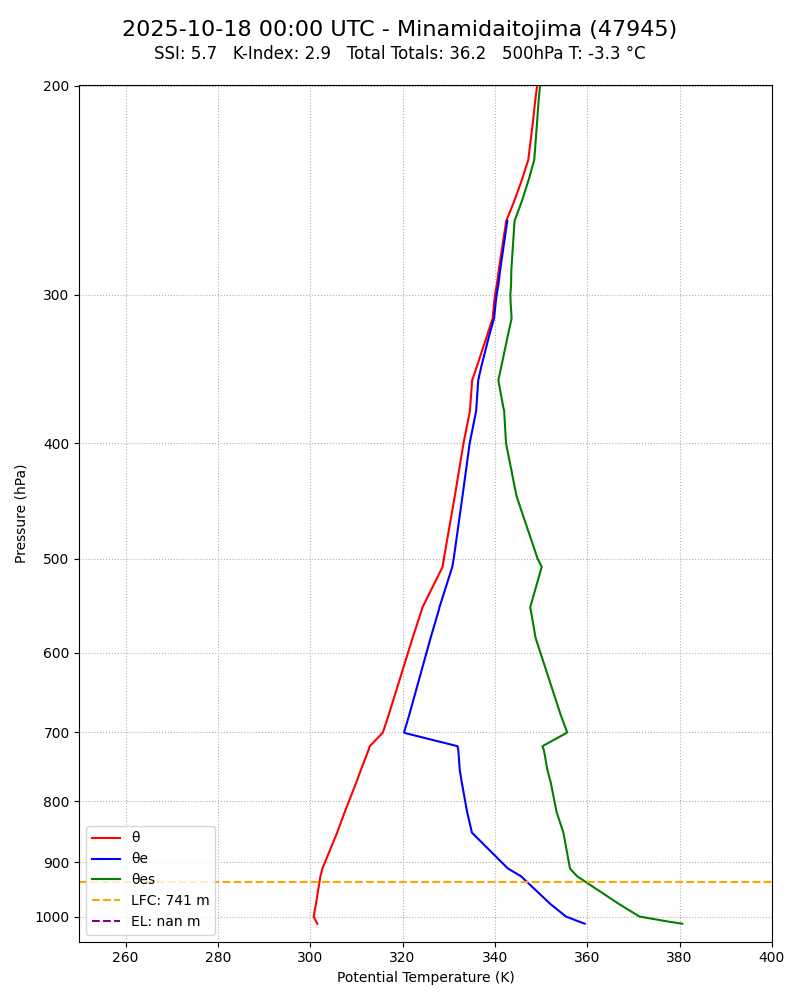 2025-10-18 00:00 UTC - Minamidaitojima (47945)
SSI: 5.7   K-Index: 2.9   Total Totals: 36.2   500hPa T: -3.3 °C
200
300
400
500
600
700
800
900
1000
Pressure (hPa)
θ
θe
θes
LFC: 741 m
EL: nan m
260 280 300 320 340 360 380 400
Potential Temperature (K)